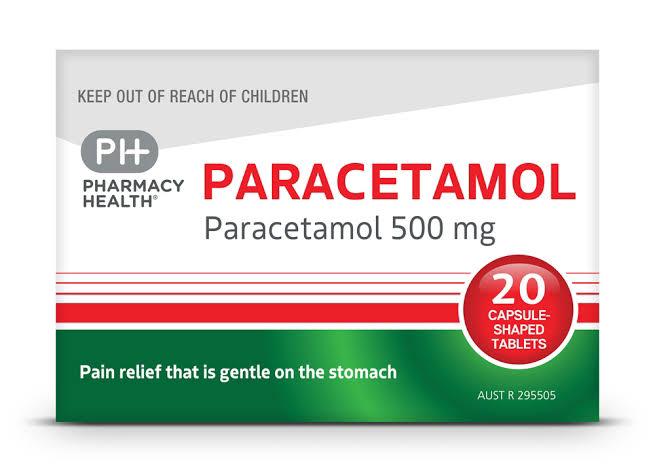 KEEP OUT OF REACH OF CHILDREN
PH
PHARMACY
HEALTH®
PARACETAMOL
Paracetamol 500 mg
20
CAPSULE-
SHAPED
TABLETS
Pain relief that is gentle on the stomach
AUST R 295505